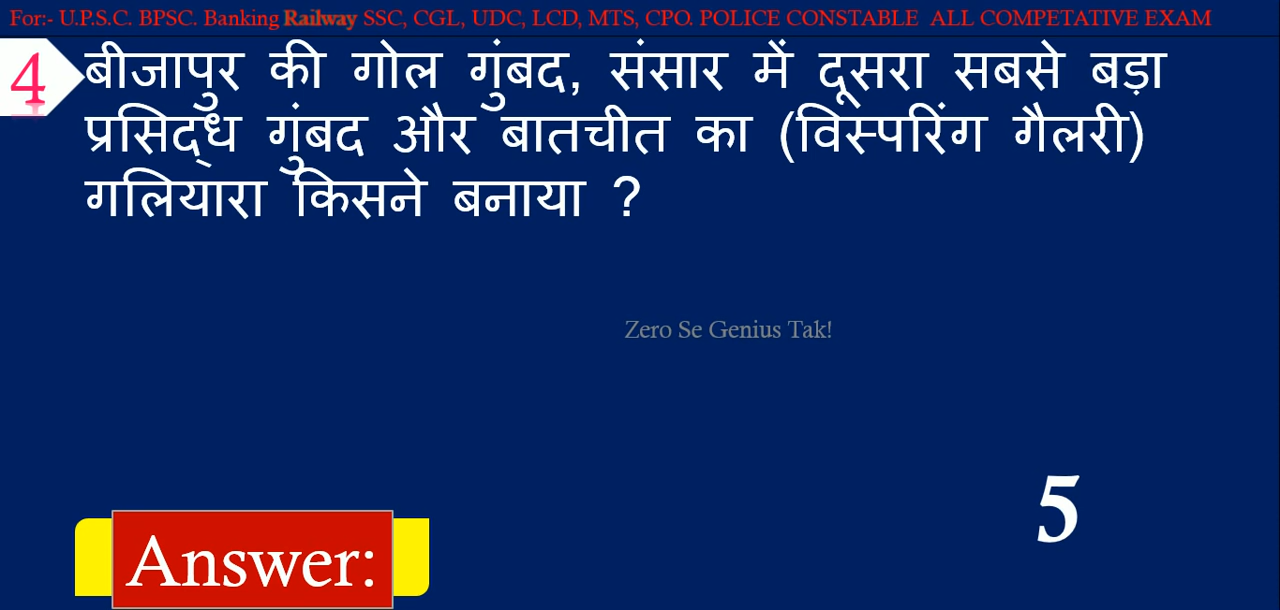 For:- U.P.S.C. BPSC. Banking Railway SSC, CGL, UDC, LCD, MTS, CPO. POLICE CONSTABLE ALL COMPETATIVE EXAM
4
बीजापुर की गोल गुंबद, संसार में दूसरा सबसे बड़ा
प्रसिद्ध गुंबद और बातचीत का (विस्परिंग गैलरी)
गलियारा किसने बनाया ?
Zero Se Genius Tak!
5
Answer: